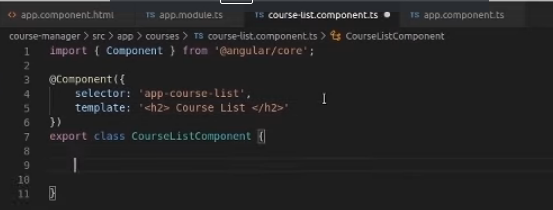 app.component.html
TS app.module.ts
TS course-list.component.ts
TS app.component.ts
course-manager > src > app > courses > TS course-list.component.ts > CourseListComponent
1 import { Component } from '@angular/core';
2
3 @Component({
4 selector: 'app-course-list',
5 template: '<h2> Course List </h2>'
6 })
7 export class CourseListComponent {
8
9
10
11 }